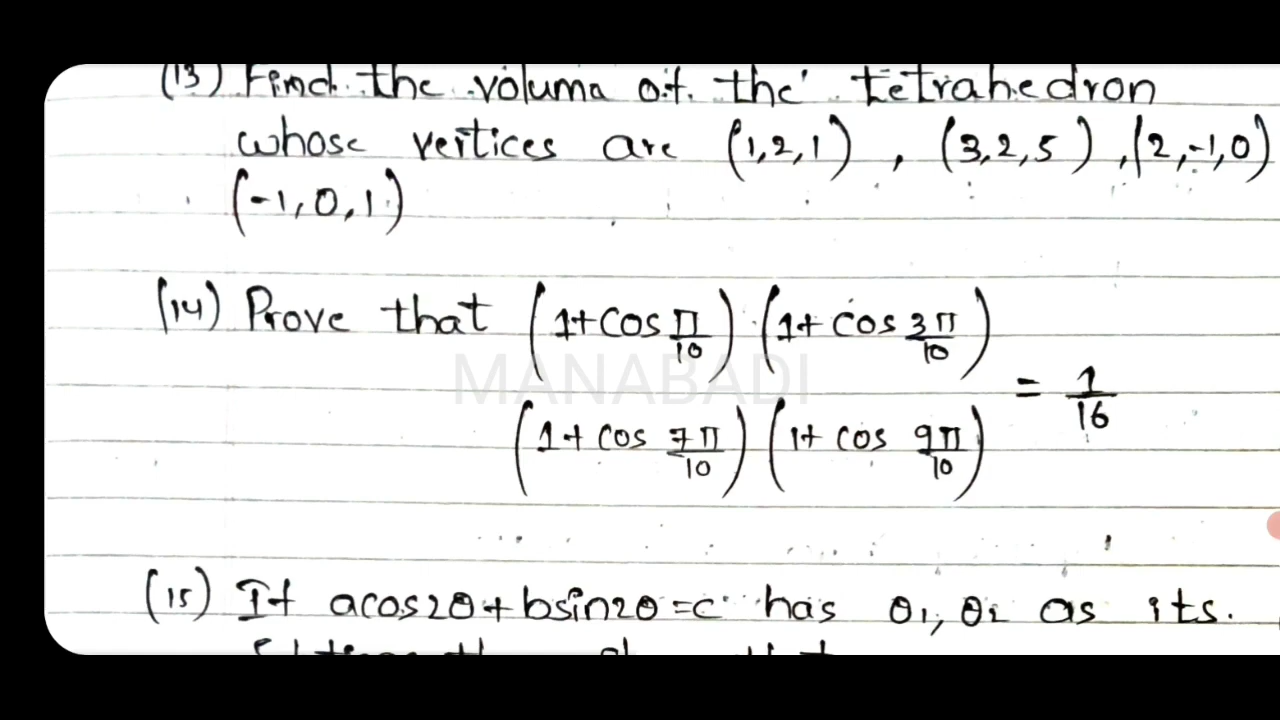 (13) Find the voluma of the tetrahedron
whose vertices are (1,2,1) , (3,2,5) , (2,-1,0)
(-1,0,1)
(14) Prove that (1+cos π/10) · (1+ cos 3π/10)
MANABADI
= 1/16
(1+ cos 7π/10) (1+ cos 9π/10)
(15) If acos2θ+bsin2θ=c has θ1, θ2 as its